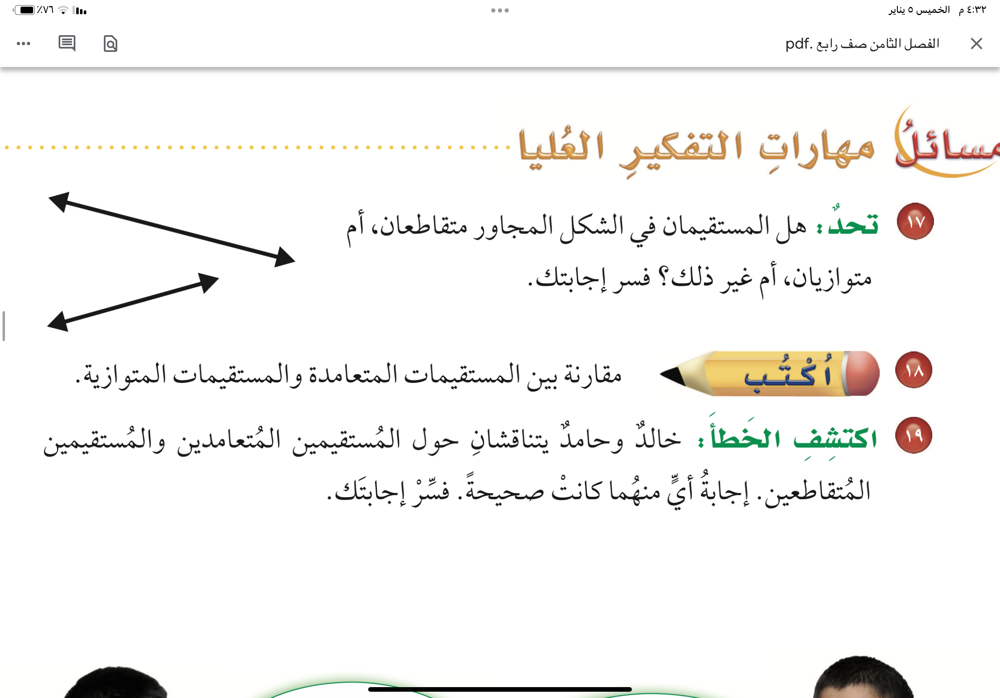 ٤:٣٢ م الخميس ٥ يناير
٪٧٦
الفصل الثامن صف رابع .pdf
مسائلُ مهاراتِ التفكيرِ العُليا
١٧ تحدٌ: هل المستقيمان في الشكل المجاور متقاطعان، أم
متوازيان، أم غير ذلك؟ فسر إجابتك.
١٨ اُكْتُب مقارنة بين المستقيمات المتعامدة والمستقيمات المتوازية.
١٩ اكتشِفِ الخَطأَ: خالدٌ وحامدٌ يتناقشانِ حول المُستقيمين المُتعامدين والمُستقيمين
المُتقاطعين. إجابةُ أيٍّ منهُما كانتْ صحيحةً. فسِّرْ إجابتَك.